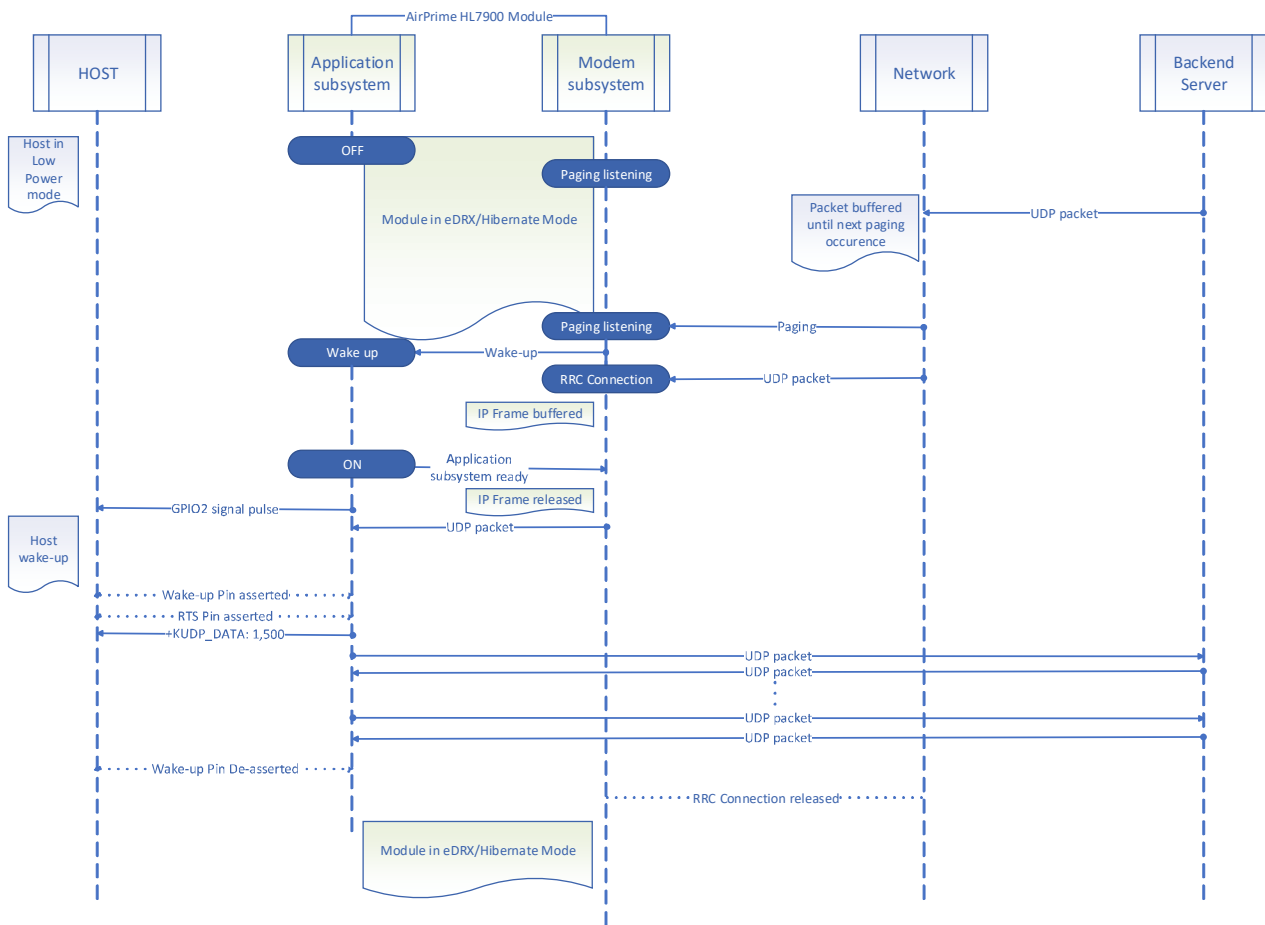 AirPrime HL7900 Module
HOST
Application
subsystem
Modem
subsystem
Network
Backend
Server
Host in
Low
Power
mode
OFF
Paging listening
Module in eDRX/Hibernate Mode
Packet buffered
until next paging
occurence
UDP packet
Paging listening
Paging
Wake up
Wake-up
RRC Connection
UDP packet
IP Frame buffered
ON
Application
subsystem ready
IP Frame released
GPIO2 signal pulse
UDP packet
Host
wake-up
Wake-up Pin asserted
RTS Pin asserted
+KUDP_DATA: 1,500
UDP packet
UDP packet
UDP packet
UDP packet
Wake-up Pin De-asserted
RRC Connection released
Module in eDRX/Hibernate Mode